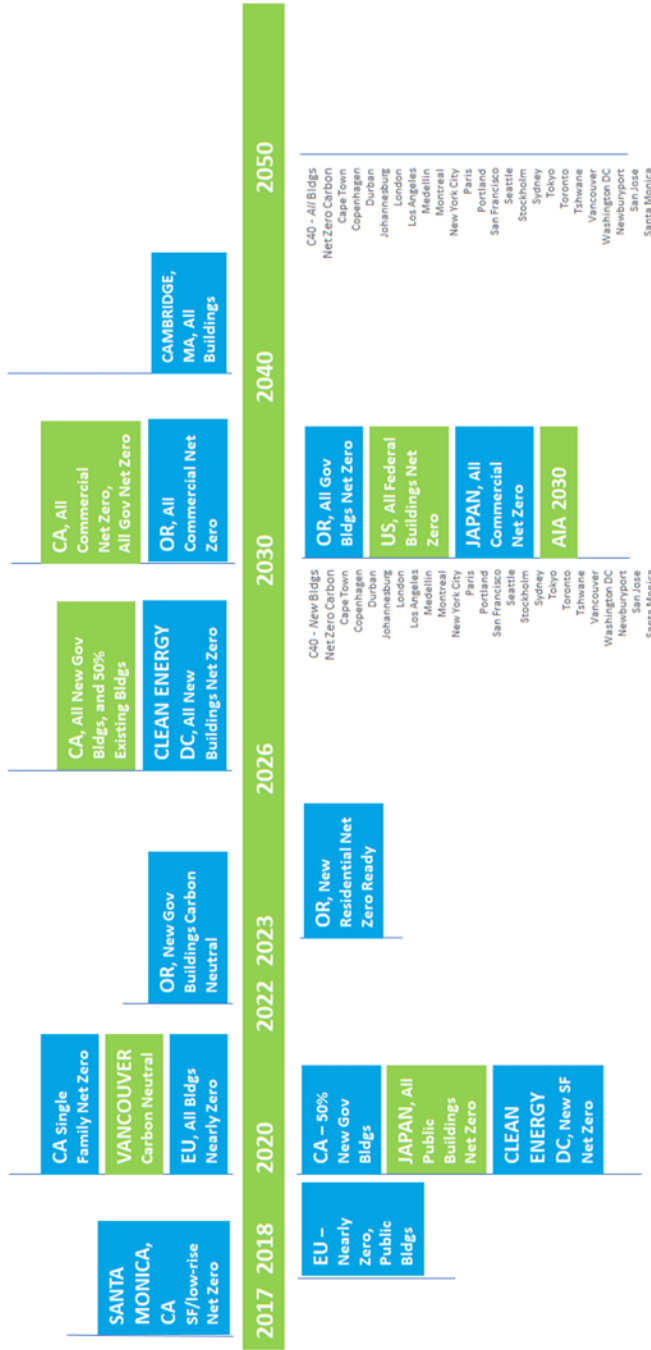 SANTA
MONICA,
CA
SF/low-rise
Net Zero
CA Single
Family Net Zero
VANCOUVER
Carbon Neutral
EU, All Bldgs
Nearly Zero
OR, New Gov
Buildings Carbon
Neutral
CA, All New Gov
Bldgs, and 50%
Existing Bldgs
CLEAN ENERGY
DC, All New
Buildings Net Zero
CA, All
Commercial
Net Zero,
All Gov Net Zero
OR, All
Commercial Net
Zero
CAMBRIDGE,
MA, All
Buildings
2017 2018 2020 2022 2023 2026 2030 2040 2050
EU –
Nearly
Zero,
Public
Bldgs
CA – 50%
New Gov
Bldgs
JAPAN, All
Public
Buildings
Net Zero
CLEAN
ENERGY
DC, New SF
Net Zero
OR, New
Residential Net
Zero Ready
C40 - New Bldgs
Net Zero Carbon
Cape Town
Copenhagen
Durban
Johannesburg
London
Los Angeles
Medellin
Montreal
New York City
Paris
Portland
San Francisco
Seattle
Stockholm
Sydney
Tokyo
Toronto
Tshwane
Vancouver
Washington DC
Newburyport
San Jose
Santa Monica
OR, All Gov
Bldgs Net Zero
US, All Federal
Buildings Net
Zero
JAPAN, All
Commercial
Net Zero
AIA 2030
C40 - All Bldgs
Net Zero Carbon
Cape Town
Copenhagen
Durban
Johannesburg
London
Los Angeles
Medellin
Montreal
New York City
Paris
Portland
San Francisco
Seattle
Stockholm
Sydney
Tokyo
Toronto
Tshwane
Vancouver
Washington DC
Newburyport
San Jose
Santa Monica